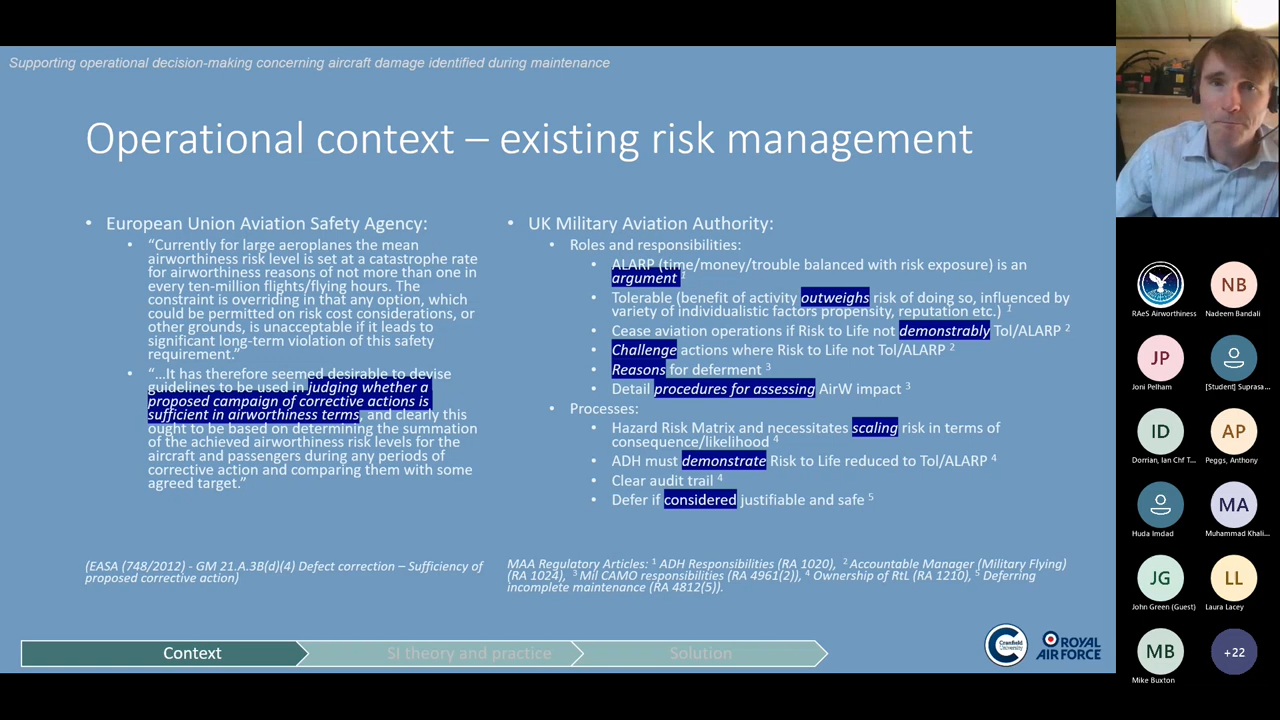 Supporting operational decision-making concerning aircraft damage identified during maintenance
Operational context – existing risk management
• European Union Aviation Safety Agency:
• “Currently for large aeroplanes the mean
airworthiness risk level is set at a catastrophe rate
for airworthiness reasons of not more than one in
every ten-million flights/flying hours. The
constraint is overriding in that any option, which
could be permitted on risk cost considerations, or
other grounds, is unacceptable if it leads to
significant long-term violation of this safety
requirement.”
• “…It has therefore seemed desirable to devise
guidelines to be used in judging whether a
proposed campaign of corrective actions is
sufficient in airworthiness terms, and clearly this
ought to be based on determining the summation
of the achieved airworthiness risk levels for the
aircraft and passengers during any periods of
corrective action and comparing them with some
agreed target.”
(EASA (748/2012) - GM 21.A.3B(d)(4) Defect correction – Sufficiency of
proposed corrective action)
• UK Military Aviation Authority:
• Roles and responsibilities:
• ALARP (time/money/trouble balanced with risk exposure) is an
argument 1
• Tolerable (benefit of activity outweighs risk of doing so, influenced by
variety of individualistic factors propensity, reputation etc.) 1
• Cease aviation operations if Risk to Life not demonstrably Tol/ALARP 2
• Challenge actions where Risk to Life not Tol/ALARP 2
• Reasons for deferment 3
• Detail procedures for assessing AirW impact 3
• Processes:
• Hazard Risk Matrix and necessitates scaling risk in terms of
consequence/likelihood 4
• ADH must demonstrate Risk to Life reduced to Tol/ALARP 4
• Clear audit trail 4
• Defer if considered justifiable and safe 5
MAA Regulatory Articles: 1 ADH Responsibilities (RA 1020), 2 Accountable Manager (Military Flying)
(RA 1024), 3 Mil CAMO responsibilities (RA 4961(2)), 4 Ownership of RtL (RA 1210), 5 Deferring
incomplete maintenance (RA 4812(5)).
Context
SI theory and practice
Solution
Cranfield
University
ROYAL
AIR FORCE
RAeS Airworthiness
NB
Nadeem Bandali
JP
Joni Pelham
[Student] Suprasa...
ID
Dorrian, Ian Chf T...
AP
Peggs, Anthony
Huda Imdad
MA
Muhammad Khali...
JG
John Green (Guest)
LL
Laura Lacey
MB
Mike Buxton
+22